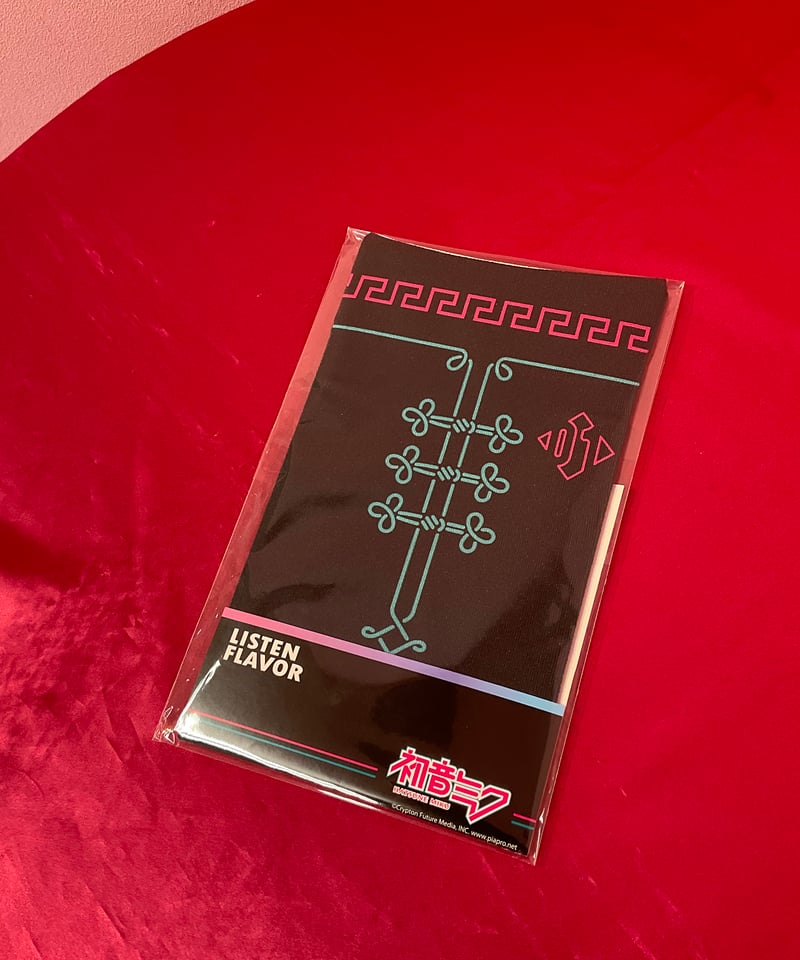 LISTEN
FLAVOR
初音ミク
HATSUNE MIKU
©Crypton Future Media, INC. www.piapro.net